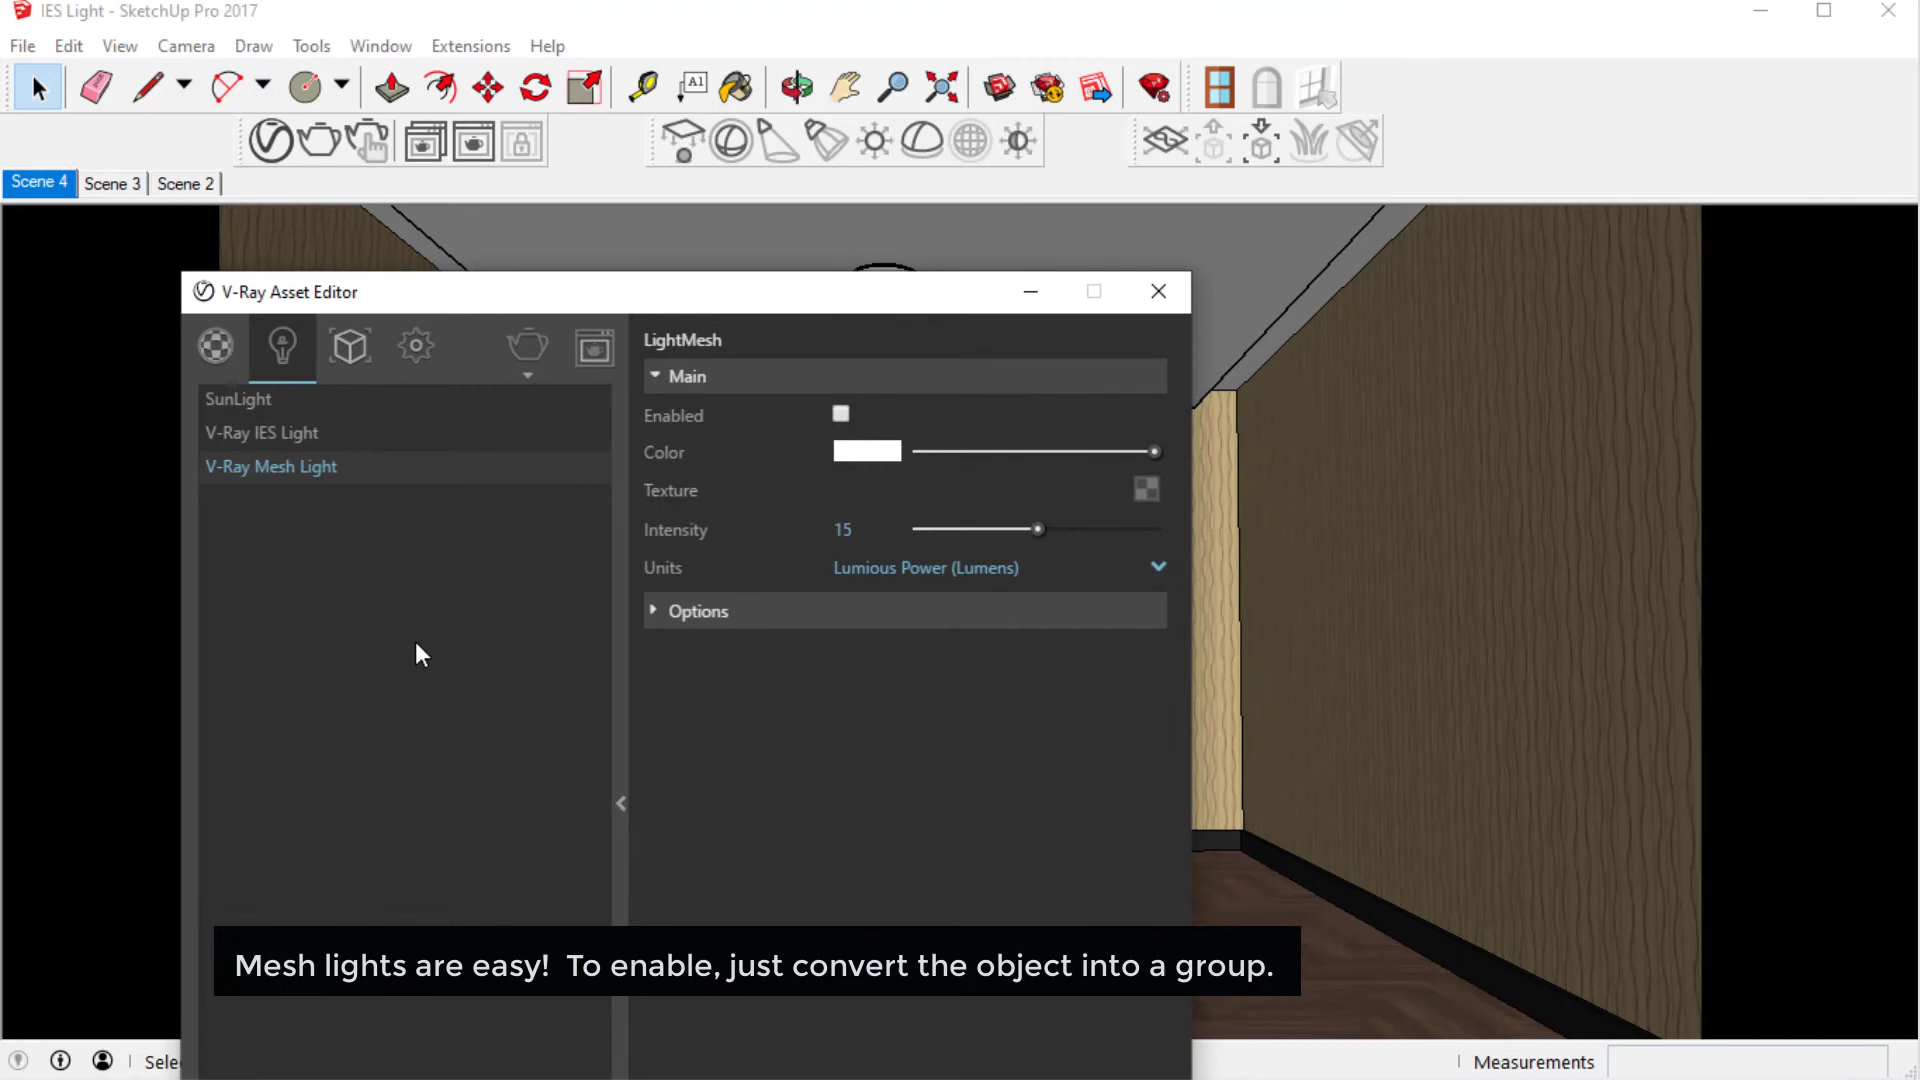 IES Light - SketchUp Pro 2017
File Edit View Camera Draw Tools Window Extensions Help
A1
Scene 4 Scene 3 Scene 2
V-Ray Asset Editor
LightMesh
Main
SunLight
Enabled
V-Ray IES Light
Color
V-Ray Mesh Light
Texture
Intensity 15
Units Lumious Power (Lumens)
Options
Mesh lights are easy! To enable, just convert the object into a group.
Sele
Measurements